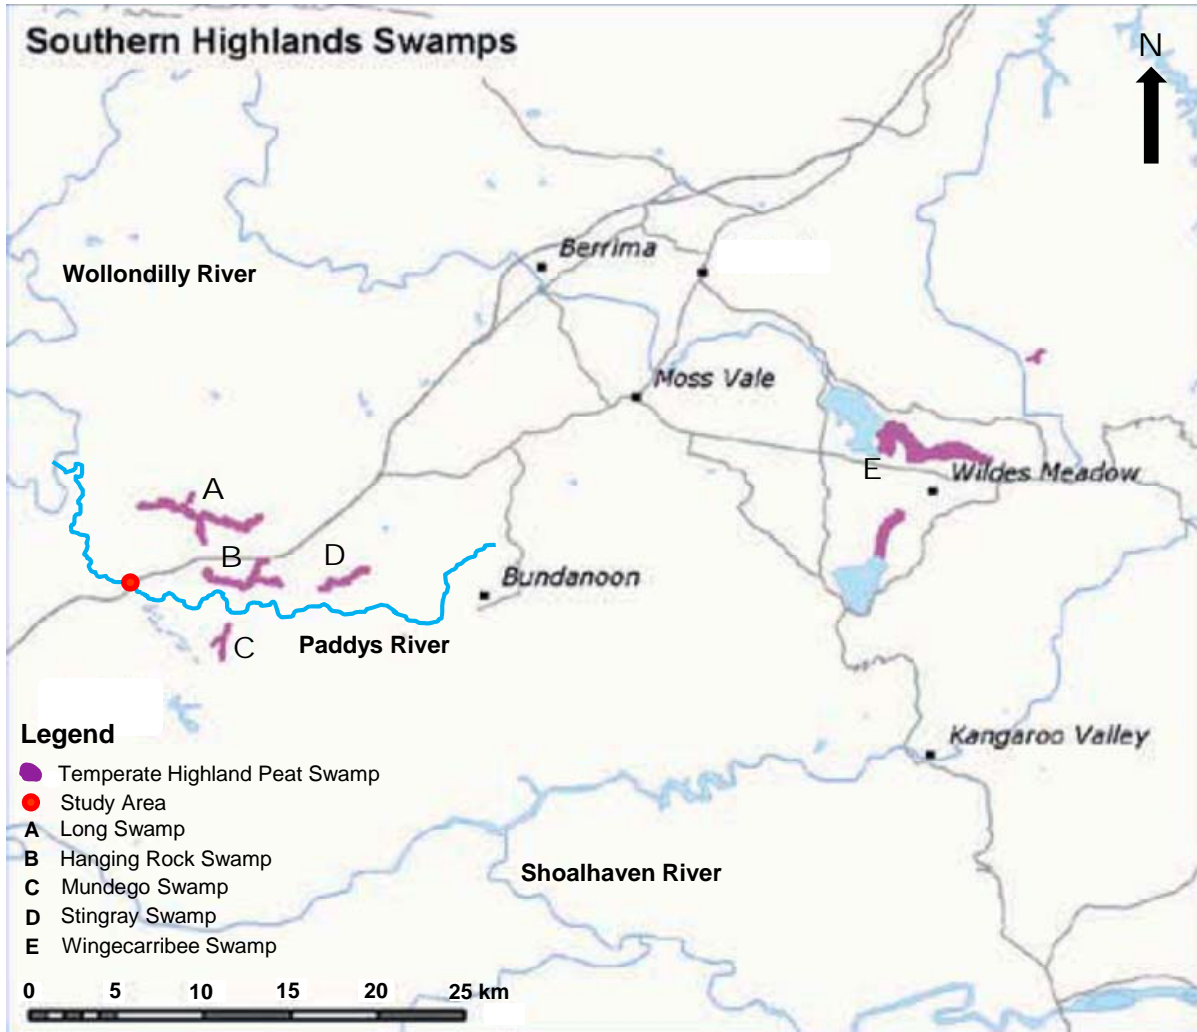 Southern Highlands Swamps
N
Berrima
Wollondilly River
Moss Vale
E
Wildes Meadow
A
B
D
Bundanoon
Paddys River
C
Kangaroo Valley
Shoalhaven River
Legend
Temperate Highland Peat Swamp
Study Area
A Long Swamp
B Hanging Rock Swamp
C Mundego Swamp
D Stingray Swamp
E Wingecarribee Swamp
0 5 10 15 20 25 km